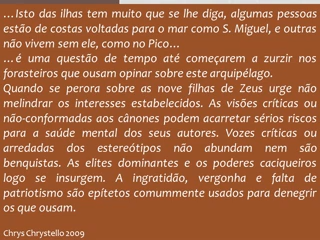 …Isto das ilhas tem muito que se lhe diga, algumas pessoas
estão de costas voltadas para o mar como S. Miguel, e outras
não vivem sem ele, como no Pico…
…é uma questão de tempo até começarem a zurzir nos
forasteiros que ousam opinar sobre este arquipélago.
Quando se perora sobre as nove filhas de Zeus urge não
melindrar os interesses estabelecidos. As visões críticas ou
não-conformadas aos cânones podem acarretar sérios riscos
para a saúde mental dos seus autores. Vozes críticas ou
arredadas dos estereótipos não abundam nem são
benquistas. As elites dominantes e os poderes caciqueiros
logo se insurgem. A ingratidão, vergonha e falta de
patriotismo são epítetos comummente usados para denegrir
os que ousam.
Chrys Chrystello 2009